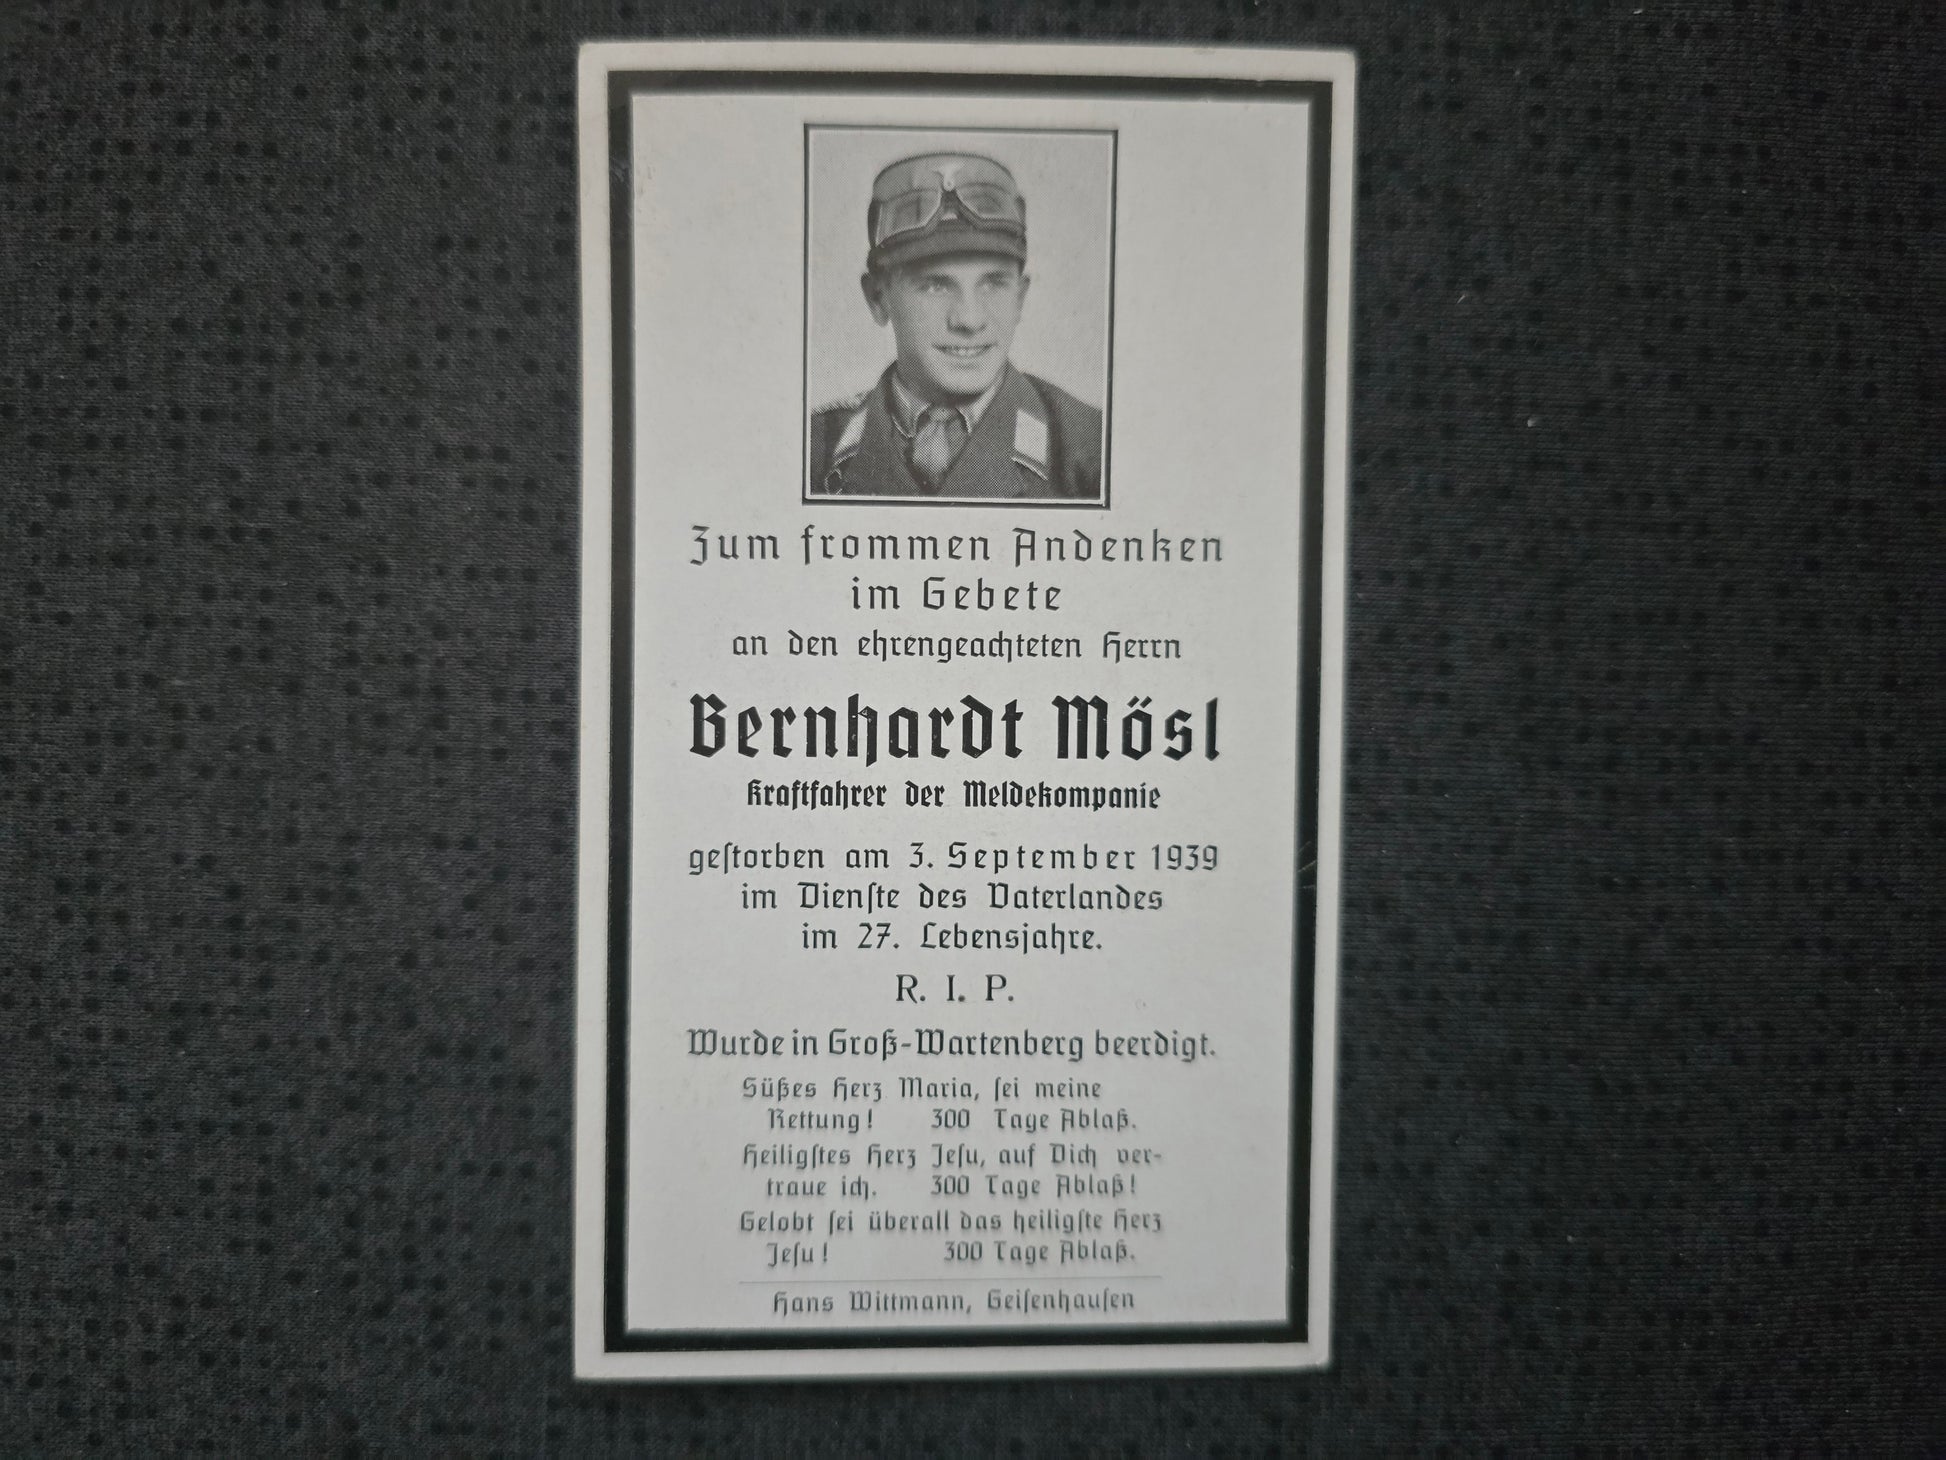 Zum frommen Andenken
im Gebete
an den ehrengeachteten Herrn
Bernhardt Mösl
Kraftfahrer der Meldekompanie
geſtorben am 3. September 1939
im Dienſte des Vaterlandes
im 27. Lebensjahre.
R. I. P.
Wurde in Groß-Wartenberg beerdigt.
Süßes Herz Maria, ſei meine
Rettung! 300 Tage Ablaß.
Heiligſtes Herz Jeſu, auf Dich ver-
traue ich. 300 Tage Ablaß!
Gelobt ſei überall das heiligſte Herz
Jeſu! 300 Tage Ablaß.
Hans Wittmann, Geiſenhauſen